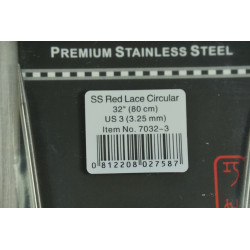 PREMIUM STAINLESS STEEL
SS Red Lace Circular
32" (80 cm)
US 3 (3.25 mm)
Item No. 7032-3
0 812208 027587